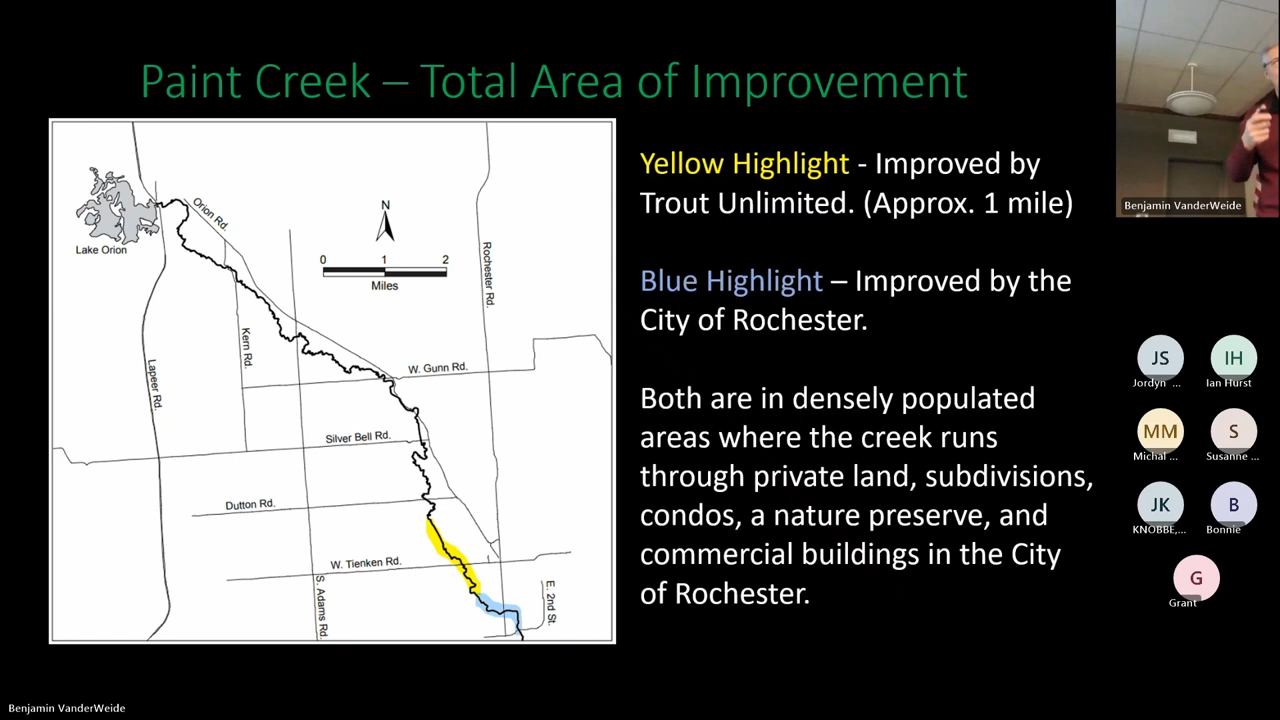 Paint Creek – Total Area of Improvement
Lake Orion
Orion Rd.
N
0 1 2
Miles
Rochester Rd.
Kern Rd.
Lapeer Rd.
W. Gunn Rd.
Silver Bell Rd.
Dutton Rd.
W. Tienken Rd.
S. Adams Rd.
E. 2nd St.
Yellow Highlight - Improved by
Trout Unlimited. (Approx. 1 mile)
Blue Highlight – Improved by the
City of Rochester.
Both are in densely populated
areas where the creek runs
through private land, subdivisions,
condos, a nature preserve, and
commercial buildings in the City
of Rochester.
Benjamin VanderWeide
JS
Jordyn ...
IH
Ian Hurst
MM
Michal ...
S
Susanne ...
JK
KNOBBE,...
B
Bonnie
G
Grant
Benjamin VanderWeide